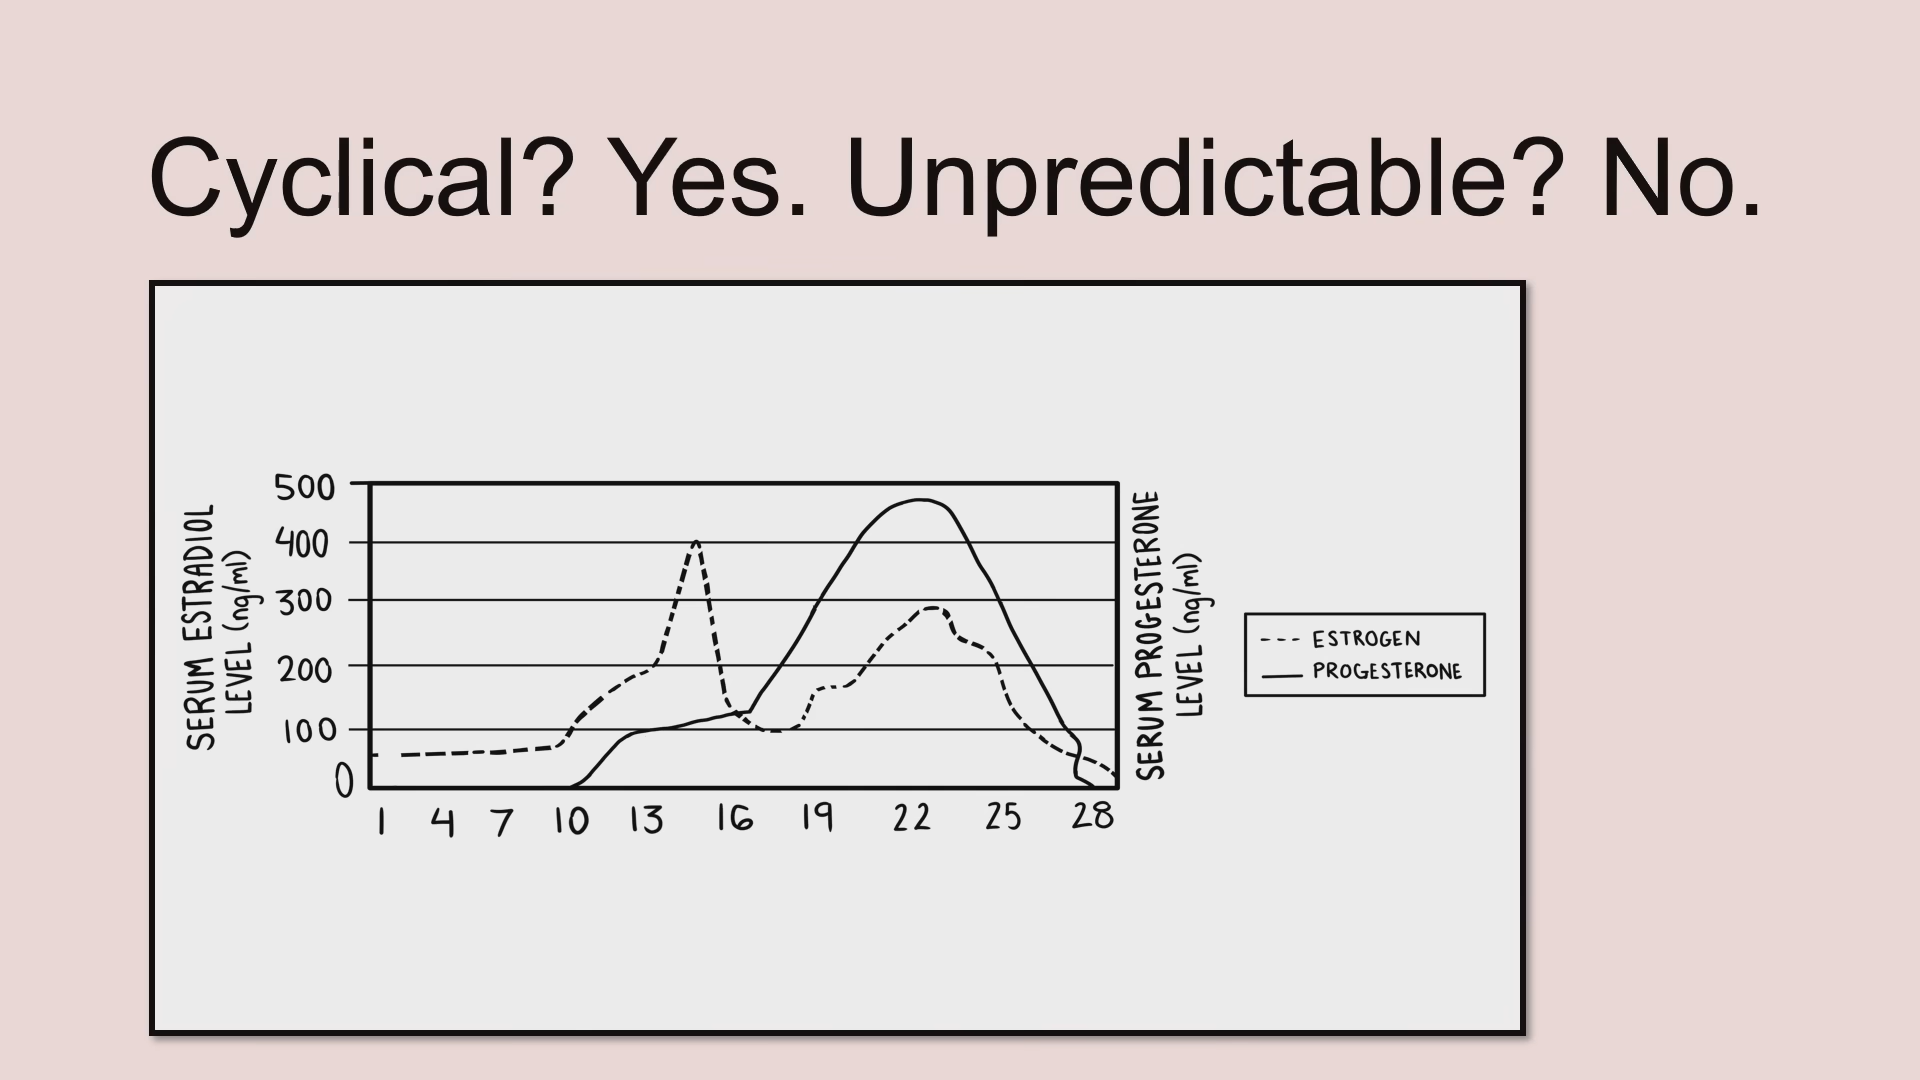 Cyclical? Yes. Unpredictable? No.
SERUM ESTRADIOL
LEVEL (ng/ml)
500
400
300
200
100
0
1 4 7 10 13 16 19 22 25 28
SERUM PROGESTERONE
LEVEL (ng/ml)
ESTROGEN
PROGESTERONE